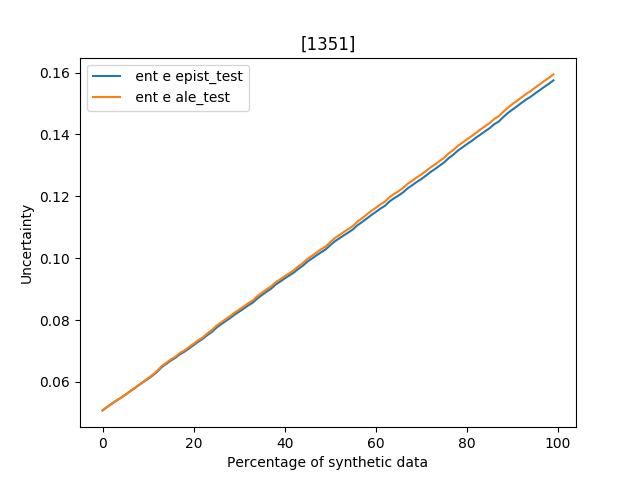 [1351]
ent e epist_test
ent e ale_test
Uncertainty
0.16
0.14
0.12
0.10
0.08
0.06
0 20 40 60 80 100
Percentage of synthetic data